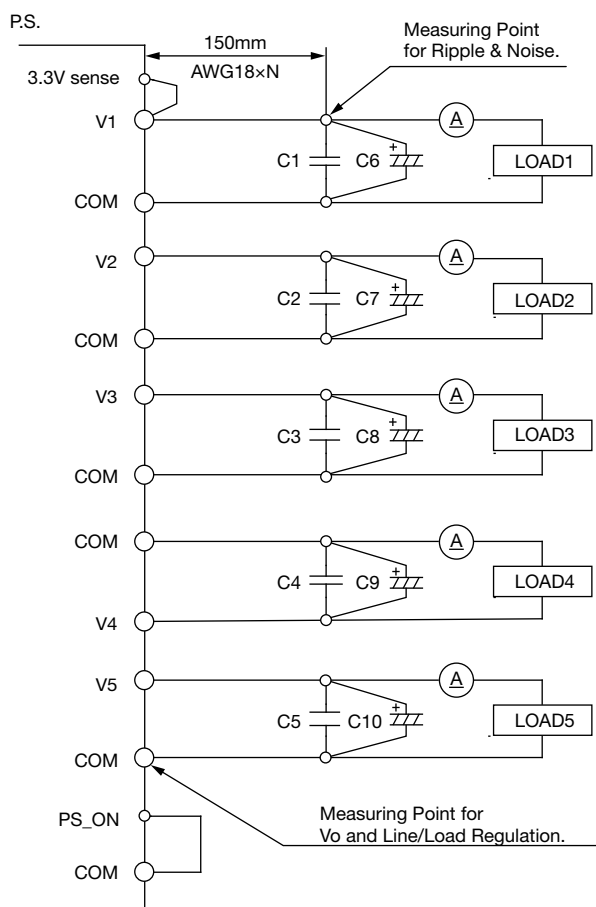 P.S.
Measuring Point
for Ripple & Noise.
150mm
AWG18×N
3.3V sense
V1
A
C1
C6
+
LOAD1
COM
V2
A
C2
C7
+
LOAD2
COM
V3
A
C3
C8
+
LOAD3
COM
COM
A
C4
C9
+
LOAD4
V4
V5
A
C5
C10
+
LOAD5
COM
PS_ON
Measuring Point for
Vo and Line/Load Regulation.
COM